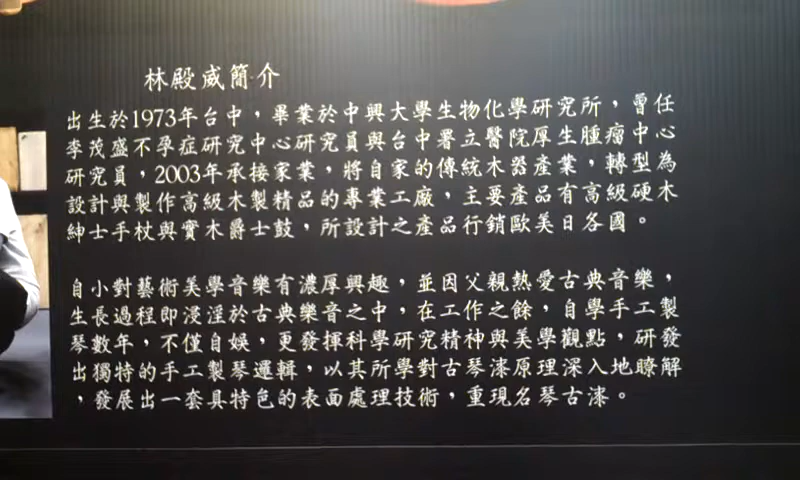 林殿威簡介
出生於1973年台中，畢業於中興大學生物化學研究所，曾任
李茂盛不孕症研究中心研究員與台中署立醫院厚生腫瘤中心
研究員，2003年承接家業，將自家的傳統木器產業，轉型為
設計與製作高級木製精品的專業工廠，主要產品有高級硬木
紳士手杖與實木爵士鼓，所設計之產品行銷歐美日各國。
自小對藝術美學音樂有濃厚興趣，並因父親熱愛古典音樂，
生長過程即浸淫於古典樂音之中，在工作之餘，自學手工製
琴數年，不僅自娛，更發揮科學研究精神與美學觀點，研發
出獨特的手工製琴邏輯，以其所學對古琴漆原理深入地瞭解
，發展出一套具特色的表面處理技術，重現名琴古漆。